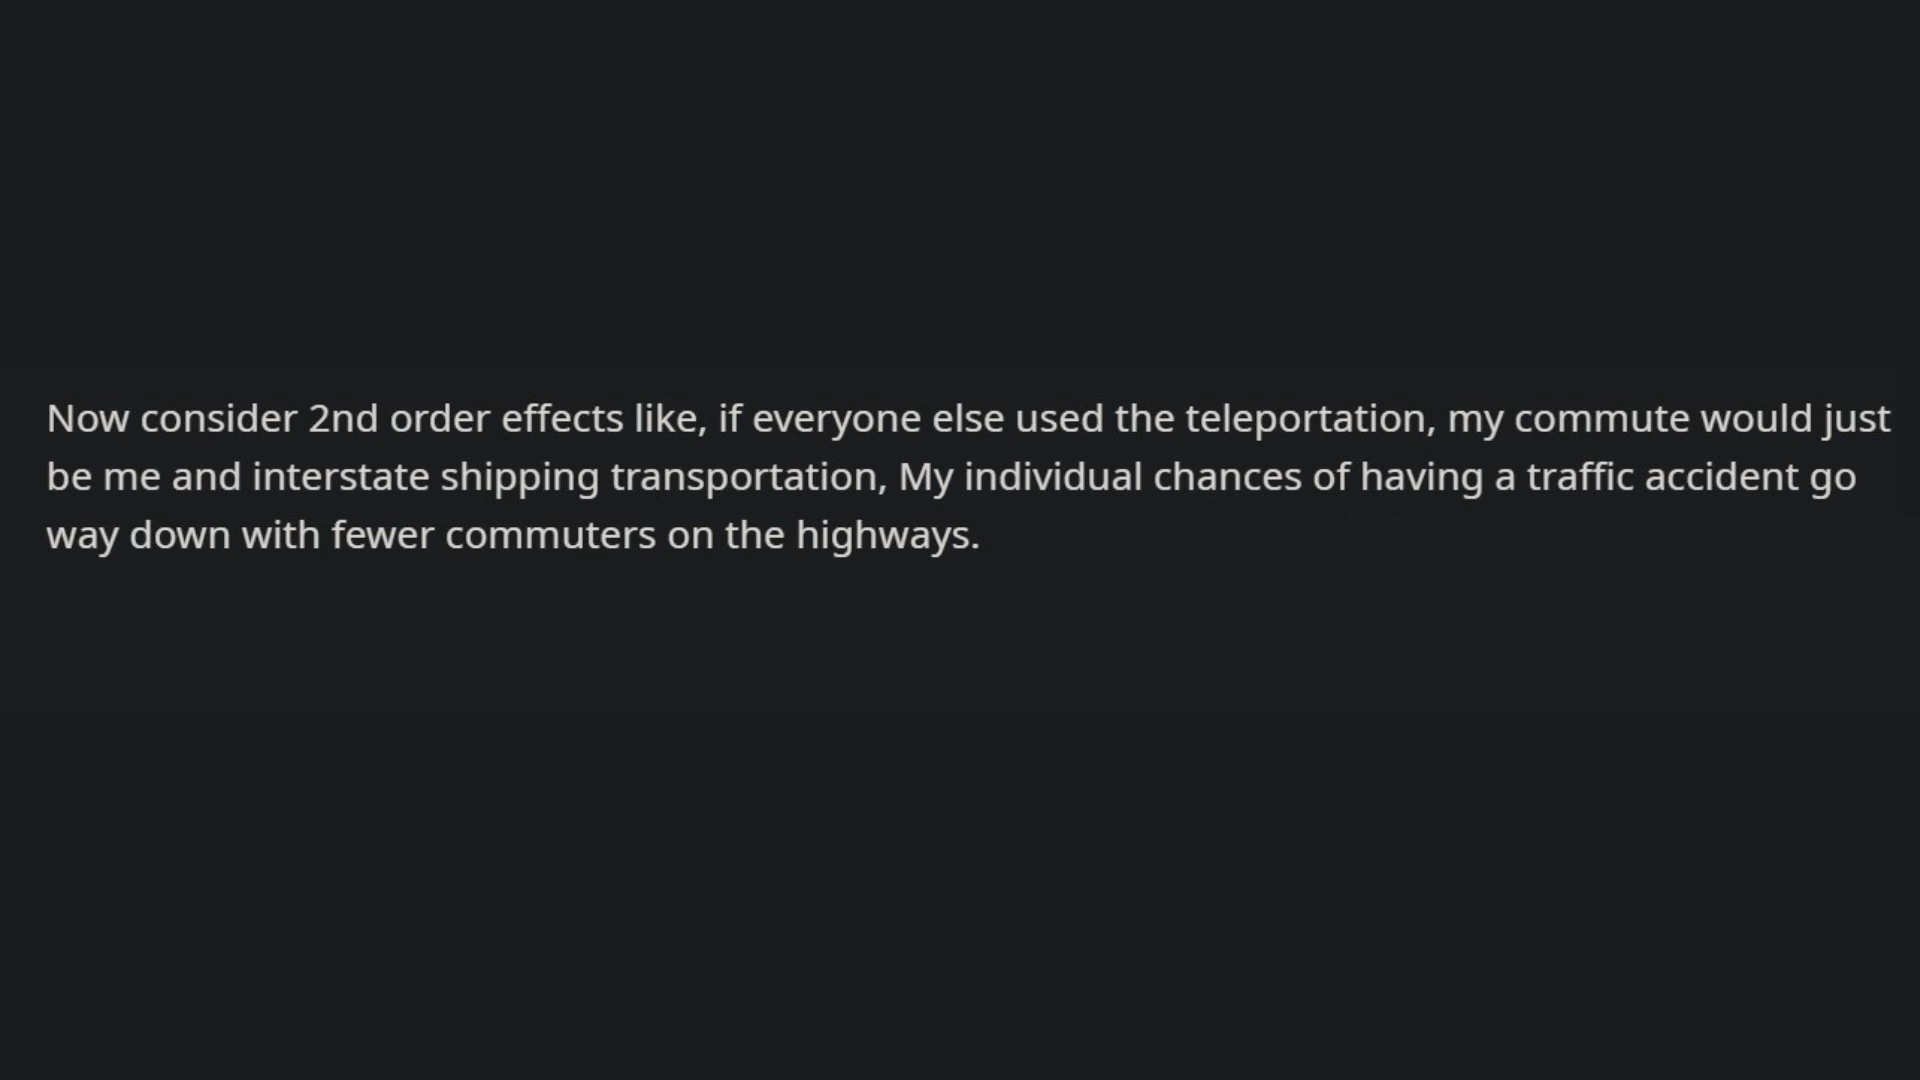 Now consider 2nd order effects like, if everyone else used the teleportation, my commute would just
be me and interstate shipping transportation, My individual chances of having a traffic accident go
way down with fewer commuters on the highways.